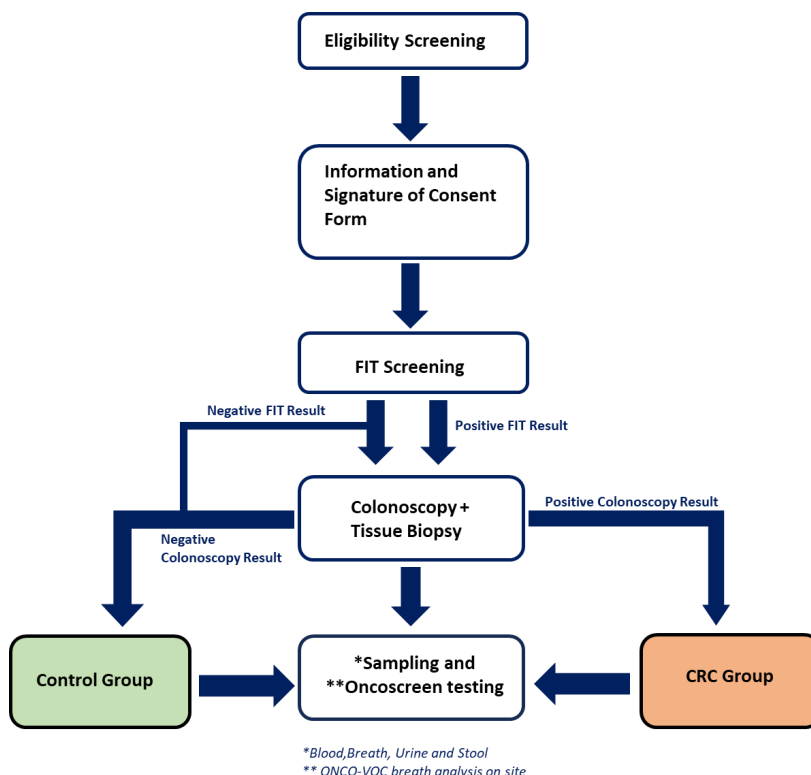 Eligibility Screening
Information and
Signature of Consent
Form
FIT Screening
Negative FIT Result
Positive FIT Result
Colonoscopy +
Tissue Biopsy
Positive Colonoscopy Result
Negative
Colonoscopy Result
Control Group
*Sampling and
**Oncoscreen testing
CRC Group
*Blood,Breath, Urine and Stool
** ONCO-VOC breath analysis on site